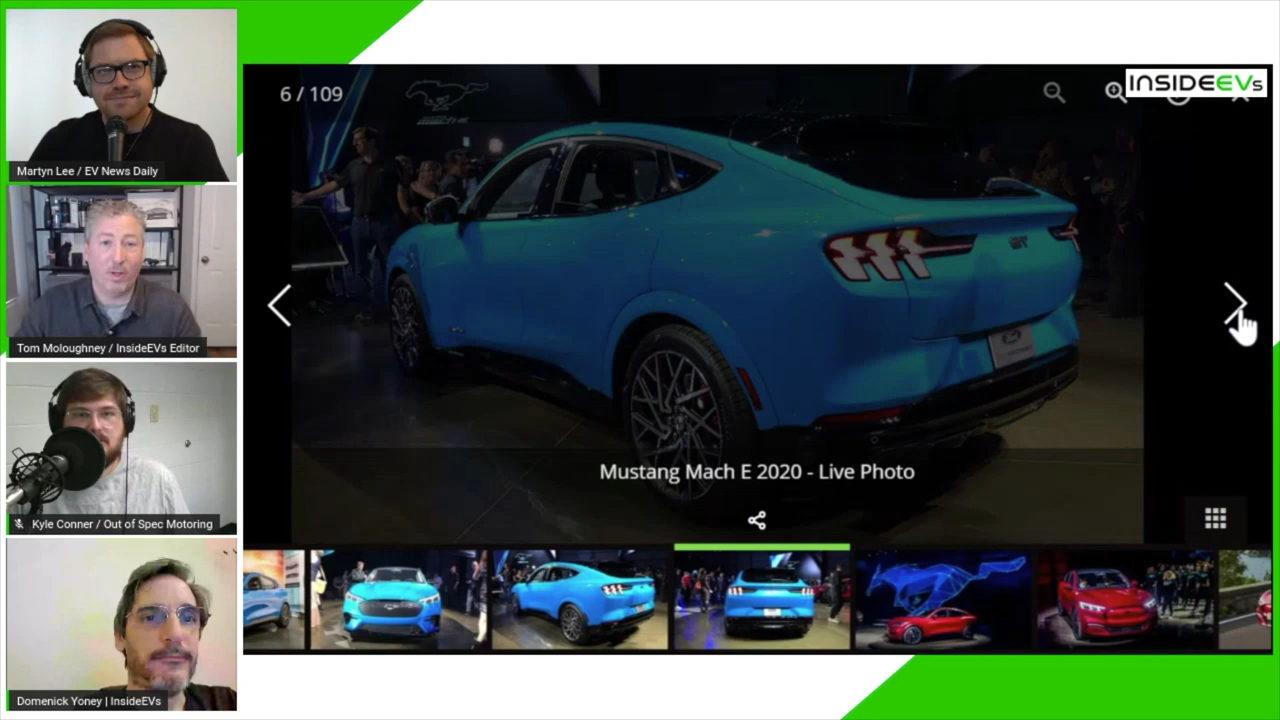 Martyn Lee / EV News Daily
Tom Moloughney / InsideEVs Editor
Kyle Conner / Out of Spec Motoring
Domenick Yoney | InsideEVs
6 / 109
INSIDEEVs
GT
Mustang Mach E 2020 - Live Photo